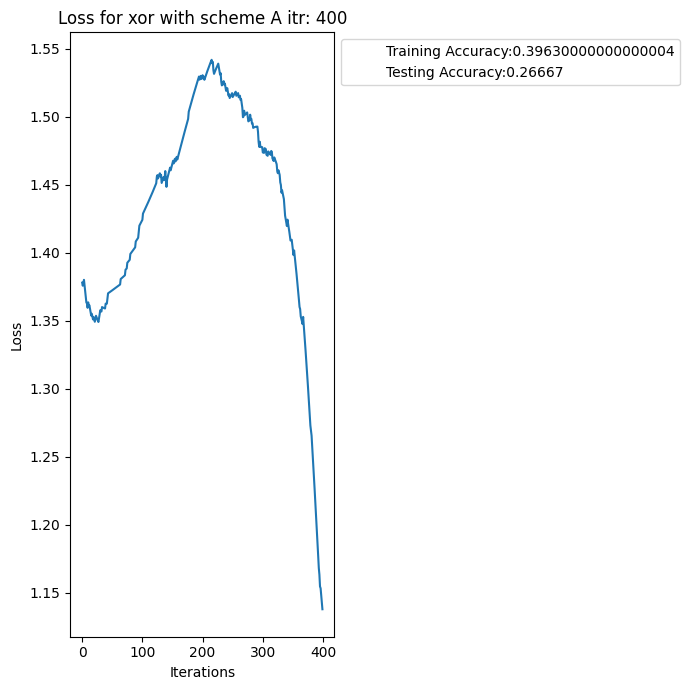 Loss for xor with scheme A itr: 400
Training Accuracy:0.39630000000000004
Testing Accuracy:0.26667
1.55
1.50
1.45
1.40
1.35
1.30
1.25
1.20
1.15
Loss
0 100 200 300 400
Iterations